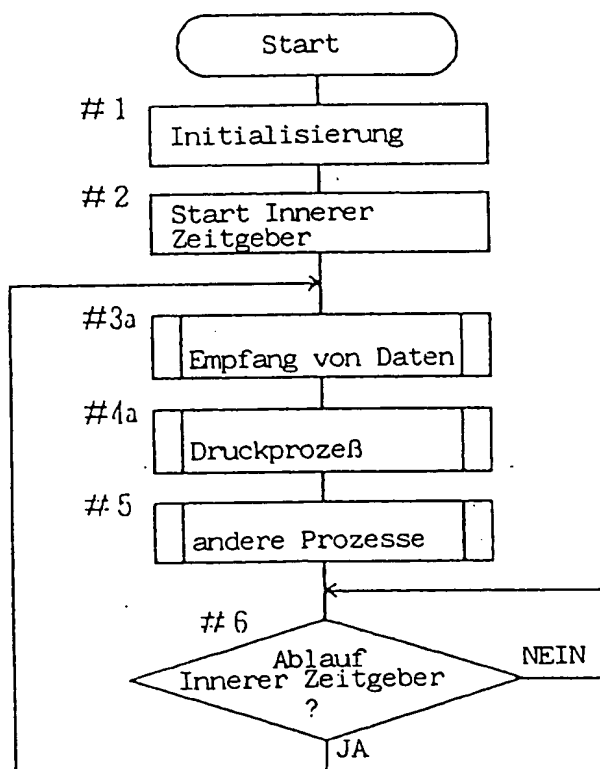 Start
# 1
Initialisierung
# 2
Start Innerer
Zeitgeber
#3a
Empfang von Daten
#4a
Druckprozeß
# 5
andere Prozesse
# 6
Ablauf
Innerer Zeitgeber
?
NEIN
JA